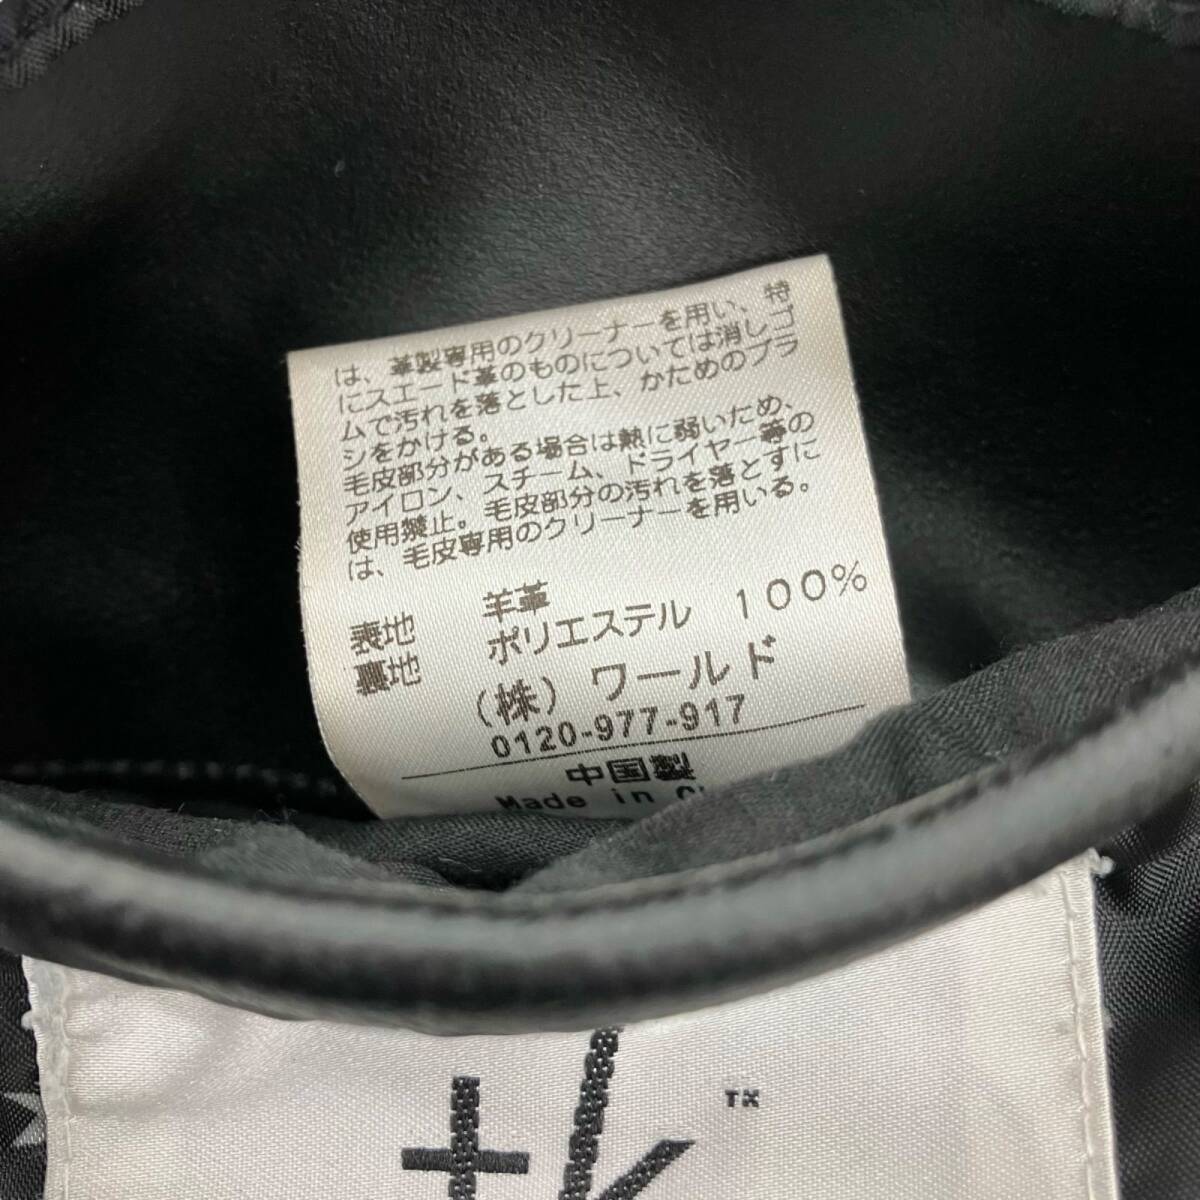 は、革製専用のクリーナーを用い、特
にスエード革のものについては消しゴ
ムで汚れを落とした上、かためのブラ
シをかける。
毛皮部分がある場合は熱に弱いため、
アイロン、スチーム、ドライヤー等の
使用禁止。毛皮部分の汚れを落とすに
は、毛皮専用のクリーナーを用いる。
表地 羊革
裏地 ポリエステル 100%
(株) ワールド
0120-977-917
中国製
Made in
tk
TK